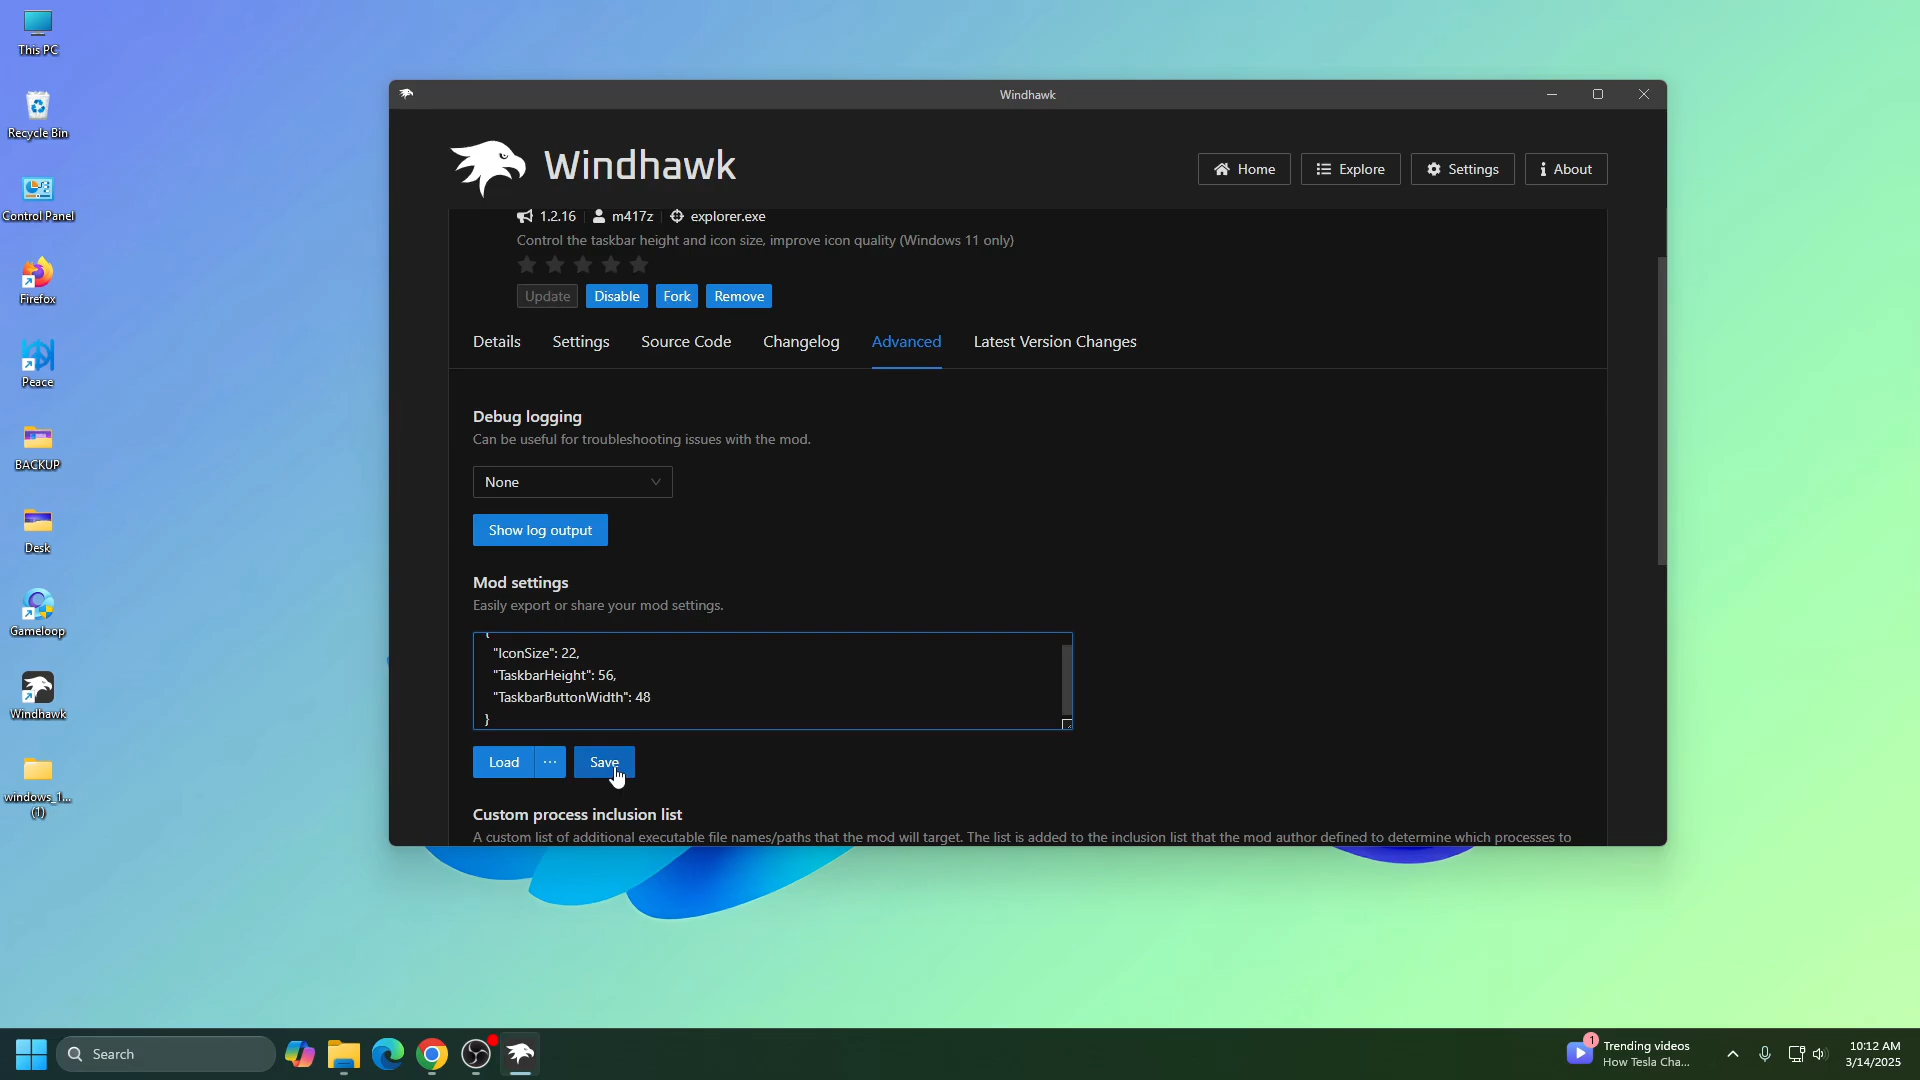 This PC
Recycle Bin
Control Panel
Firefox
Peace
BACKUP
Desk
Gameloop
Windhawk
windows_1...
(1)
Windhawk
Windhawk
Home
Explore
Settings
About
1.2.16
m417z
explorer.exe
Control the taskbar height and icon size, improve icon quality (Windows 11 only)
Update
Disable
Fork
Remove
Details
Settings
Source Code
Changelog
Advanced
Latest Version Changes
Debug logging
Can be useful for troubleshooting issues with the mod.
None
Show log output
Mod settings
Easily export or share your mod settings.
{
"IconSize": 22,
"TaskbarHeight": 56,
"TaskbarButtonWidth": 48
}
Load
...
Save
Custom process inclusion list
A custom list of additional executable file names/paths that the mod will target. The list is added to the inclusion list that the mod author defined to determine which processes to
Search
1
Trending videos
How Tesla Cha...
10:12 AM
3/14/2025